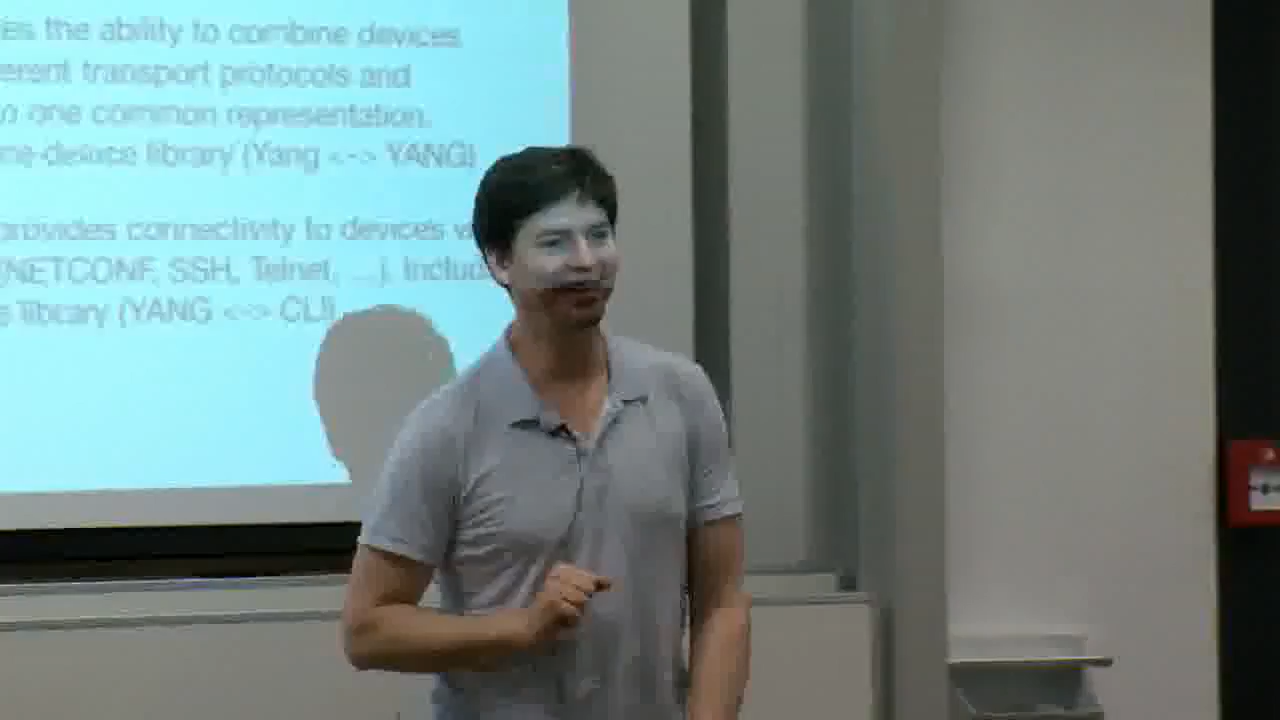 es the ability to combine devices
erent transport protocols and
o one common representation.
ne-device library (Yang <--> YANG)
provides connectivity to devices
(NETCONF, SSH, Telnet, ...). Includ
library (YANG <--> CLI)